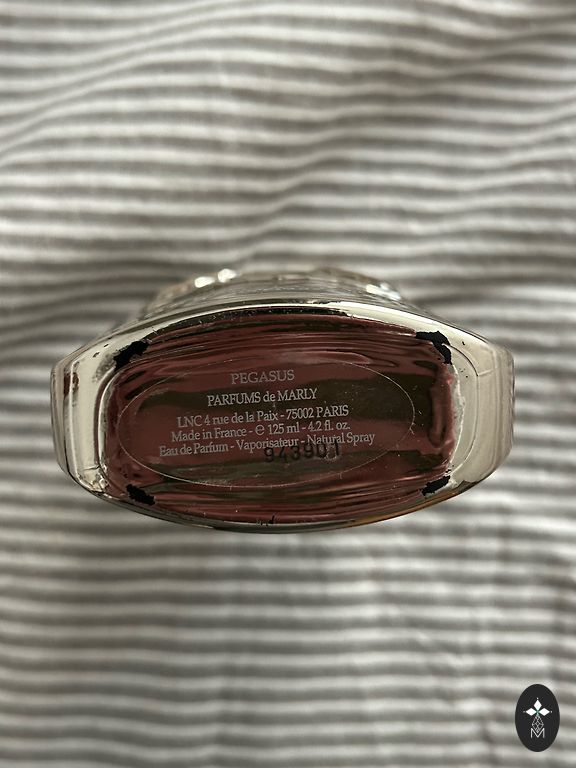 PEGASUS
PARFUMS de MARLY
LNC 4 rue de la Paix - 75002 PARIS
Made in France - e 125 ml - 4.2 fl. oz.
Eau de Parfum - Vaporisateur - Natural Spray
943901
M